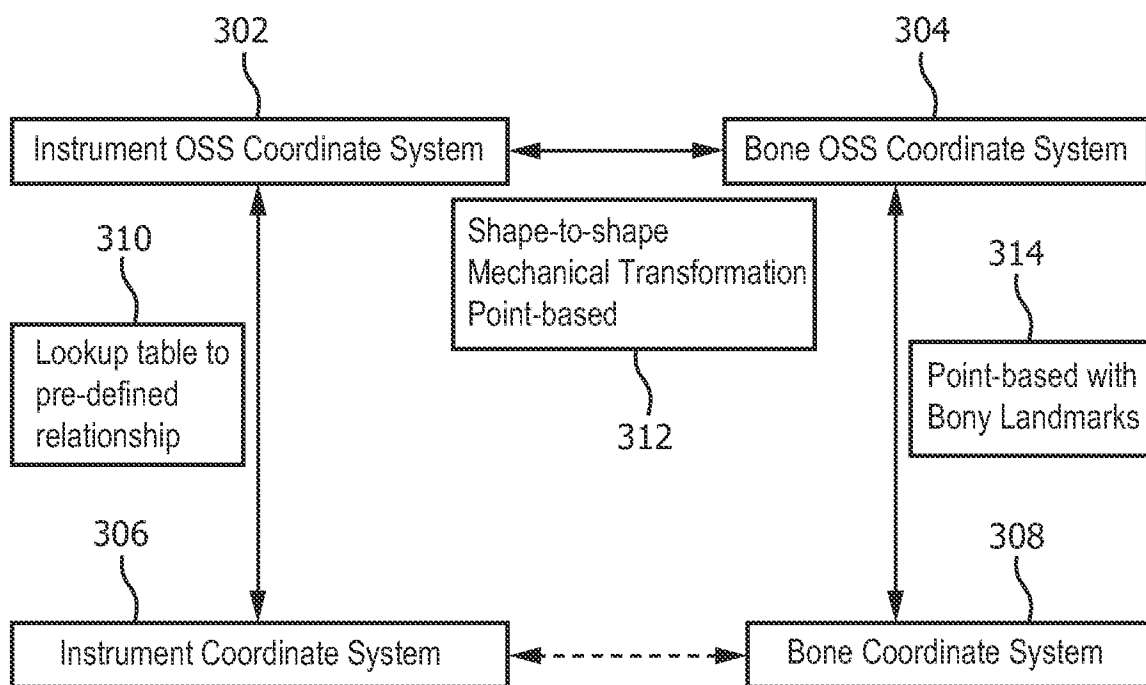 302
304
Instrument OSS Coordinate System
Bone OSS Coordinate System
310
Lookup table to
pre-defined
relationship
Shape-to-shape
Mechanical Transformation
Point-based
312
314
Point-based with
Bony Landmarks
306
308
Instrument Coordinate System
Bone Coordinate System